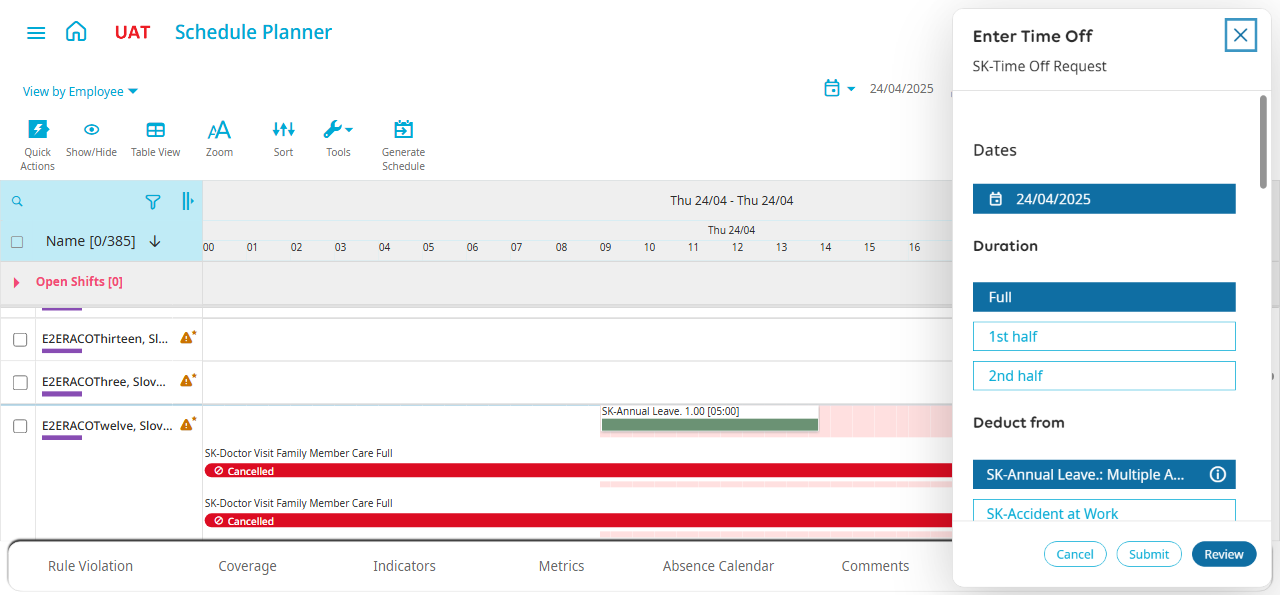 UAT
Schedule Planner
View by Employee
24/04/2025
Quick Actions
Show/Hide
Table View
Zoom
Sort
Tools
Generate Schedule
Thu 24/04 - Thu 24/04
Name [0/385]
Thu 24/04
00 01 02 03 04 05 06 07 08 09 10 11 12 13 14 15 16
Open Shifts [0]
E2ERACOThirteen, Sl...
E2ERACOThree, Slov...
E2ERACOTwelve, Slov...
SK-Annual Leave. 1.00 [05:00]
SK-Doctor Visit Family Member Care Full
Cancelled
SK-Doctor Visit Family Member Care Full
Cancelled
Rule Violation
Coverage
Indicators
Metrics
Absence Calendar
Comments
Enter Time Off
SK-Time Off Request
Dates
24/04/2025
Duration
Full
1st half
2nd half
Deduct from
SK-Annual Leave.: Multiple A...
SK-Accident at Work
Cancel
Submit
Review